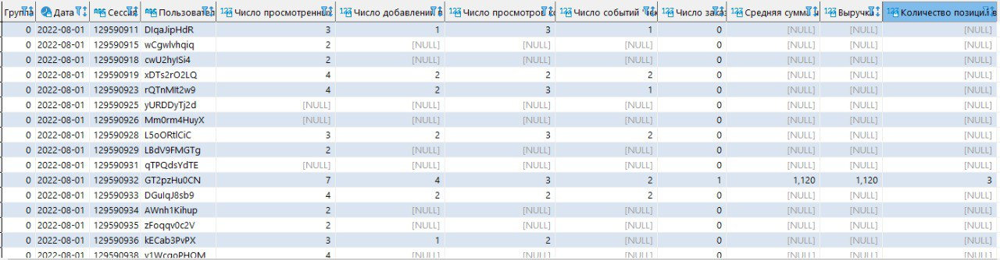 Группа Дата Сессия Пользовател Число просмотренных Число добавлений в Число просмотров Число событий Число заказ Средняя сумма Выручка Количество позиций в
0 2022-08-01 129590911 DIqaJipHdR 3 1 3 1 0 [NULL] [NULL] [NULL]
0 2022-08-01 129590915 wCgwlvhqiq 2 [NULL] [NULL] [NULL] 0 [NULL] [NULL] [NULL]
0 2022-08-01 129590918 cwU2hyISi4 2 [NULL] [NULL] [NULL] 0 [NULL] [NULL] [NULL]
0 2022-08-01 129590919 xDTs2rO2LQ 4 2 2 2 0 [NULL] [NULL] [NULL]
0 2022-08-01 129590923 rQTnMlt2w9 4 2 3 1 0 [NULL] [NULL] [NULL]
0 2022-08-01 129590925 yURDDyTj2d [NULL] [NULL] [NULL] [NULL] 0 [NULL] [NULL] [NULL]
0 2022-08-01 129590926 Mm0rm4HuyX [NULL] [NULL] [NULL] [NULL] 0 [NULL] [NULL] [NULL]
0 2022-08-01 129590928 L5oORtlCiC 3 2 3 2 0 [NULL] [NULL] [NULL]
0 2022-08-01 129590929 LBdV9FMGTg 2 [NULL] [NULL] [NULL] 0 [NULL] [NULL] [NULL]
0 2022-08-01 129590931 qTPQdsYdTE [NULL] [NULL] [NULL] [NULL] 0 [NULL] [NULL] [NULL]
0 2022-08-01 129590932 GT2pzHu0CN 7 4 3 2 1 1,120 1,120 3
0 2022-08-01 129590933 DGuIqJ8sb9 4 2 2 2 0 [NULL] [NULL] [NULL]
0 2022-08-01 129590934 AWnh1Kihup 2 [NULL] [NULL] [NULL] 0 [NULL] [NULL] [NULL]
0 2022-08-01 129590935 zFoqqv0c2V 2 [NULL] [NULL] [NULL] 0 [NULL] [NULL] [NULL]
0 2022-08-01 129590936 kECab3PvPX 3 1 2 [NULL] 0 [NULL] [NULL] [NULL]
0 2022-08-01 129590938 v1WcqoPHOM 4 [NULL] [NULL] [NULL] 0 [NULL] [NULL] [NULL]